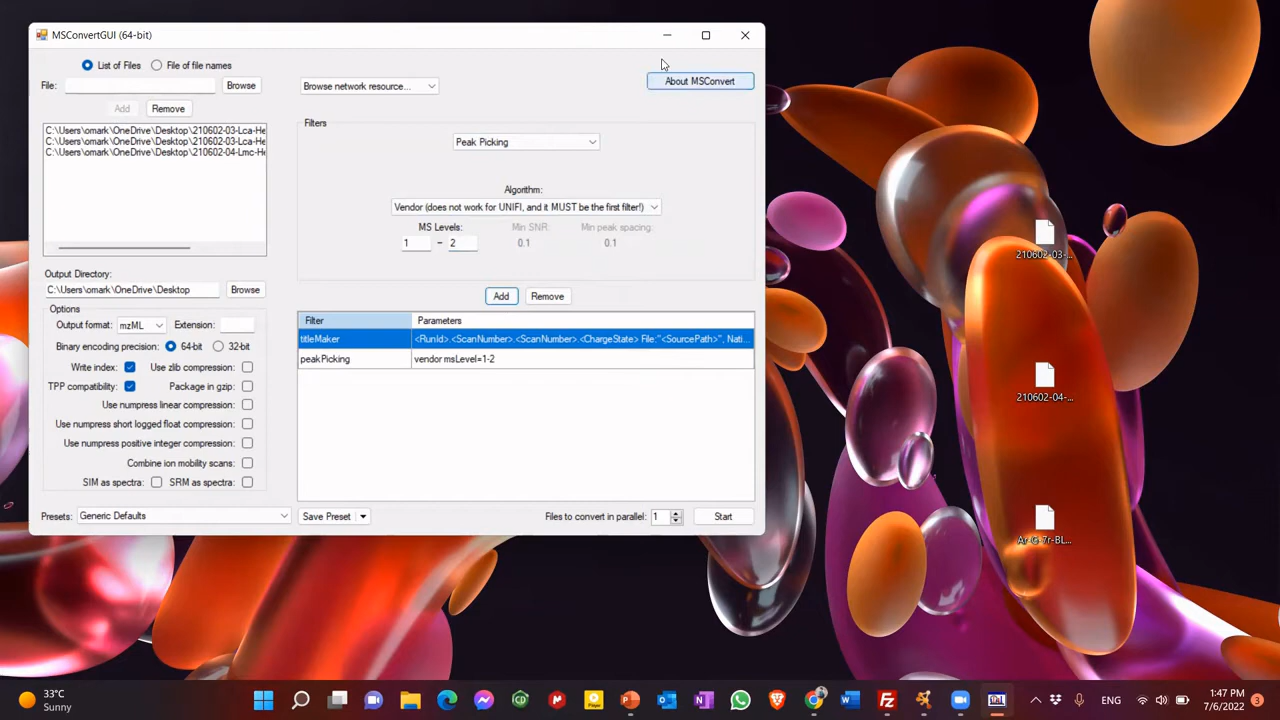 MSConvertGUI (64-bit)
List of Files
File of file names
About MSConvert
File:
Browse
Browse network resource...
Add
Remove
Filters
C:\Users\omark\OneDrive\Desktop\210602-03-Lca-He
C:\Users\omark\OneDrive\Desktop\210602-03-Lca-He
C:\Users\omark\OneDrive\Desktop\210602-04-Lmc-He
Peak Picking
Algorithm:
Vendor (does not work for UNIFI, and it MUST be the first filter!)
MS Levels:
Min SNR:
Min peak spacing:
1 - 2
0.1
0.1
Output Directory:
C:\Users\omark\OneDrive\Desktop
Browse
Add
Remove
Options
Output format: mzML
Extension:
Binary encoding precision: 64-bit 32-bit
Write index:
Use zlib compression:
TPP compatibility:
Package in gzip:
Use numpress linear compression:
Use numpress short logged float compression:
Use numpress positive integer compression:
Combine ion mobility scans:
SIM as spectra:
SRM as spectra:
Filter
Parameters
titleMaker
<RunId>.<ScanNumber>.<ScanNumber>.<ChargeState> File:"<SourcePath>", Nati...
peakPicking
vendor msLevel=1-2
Presets: Generic Defaults
Save Preset
Files to convert in parallel: 1
Start
210602-03-...
210602-04-...
Ar-G-7r-BL...
33°C
Sunny
ENG
1:47 PM
7/6/2022
3